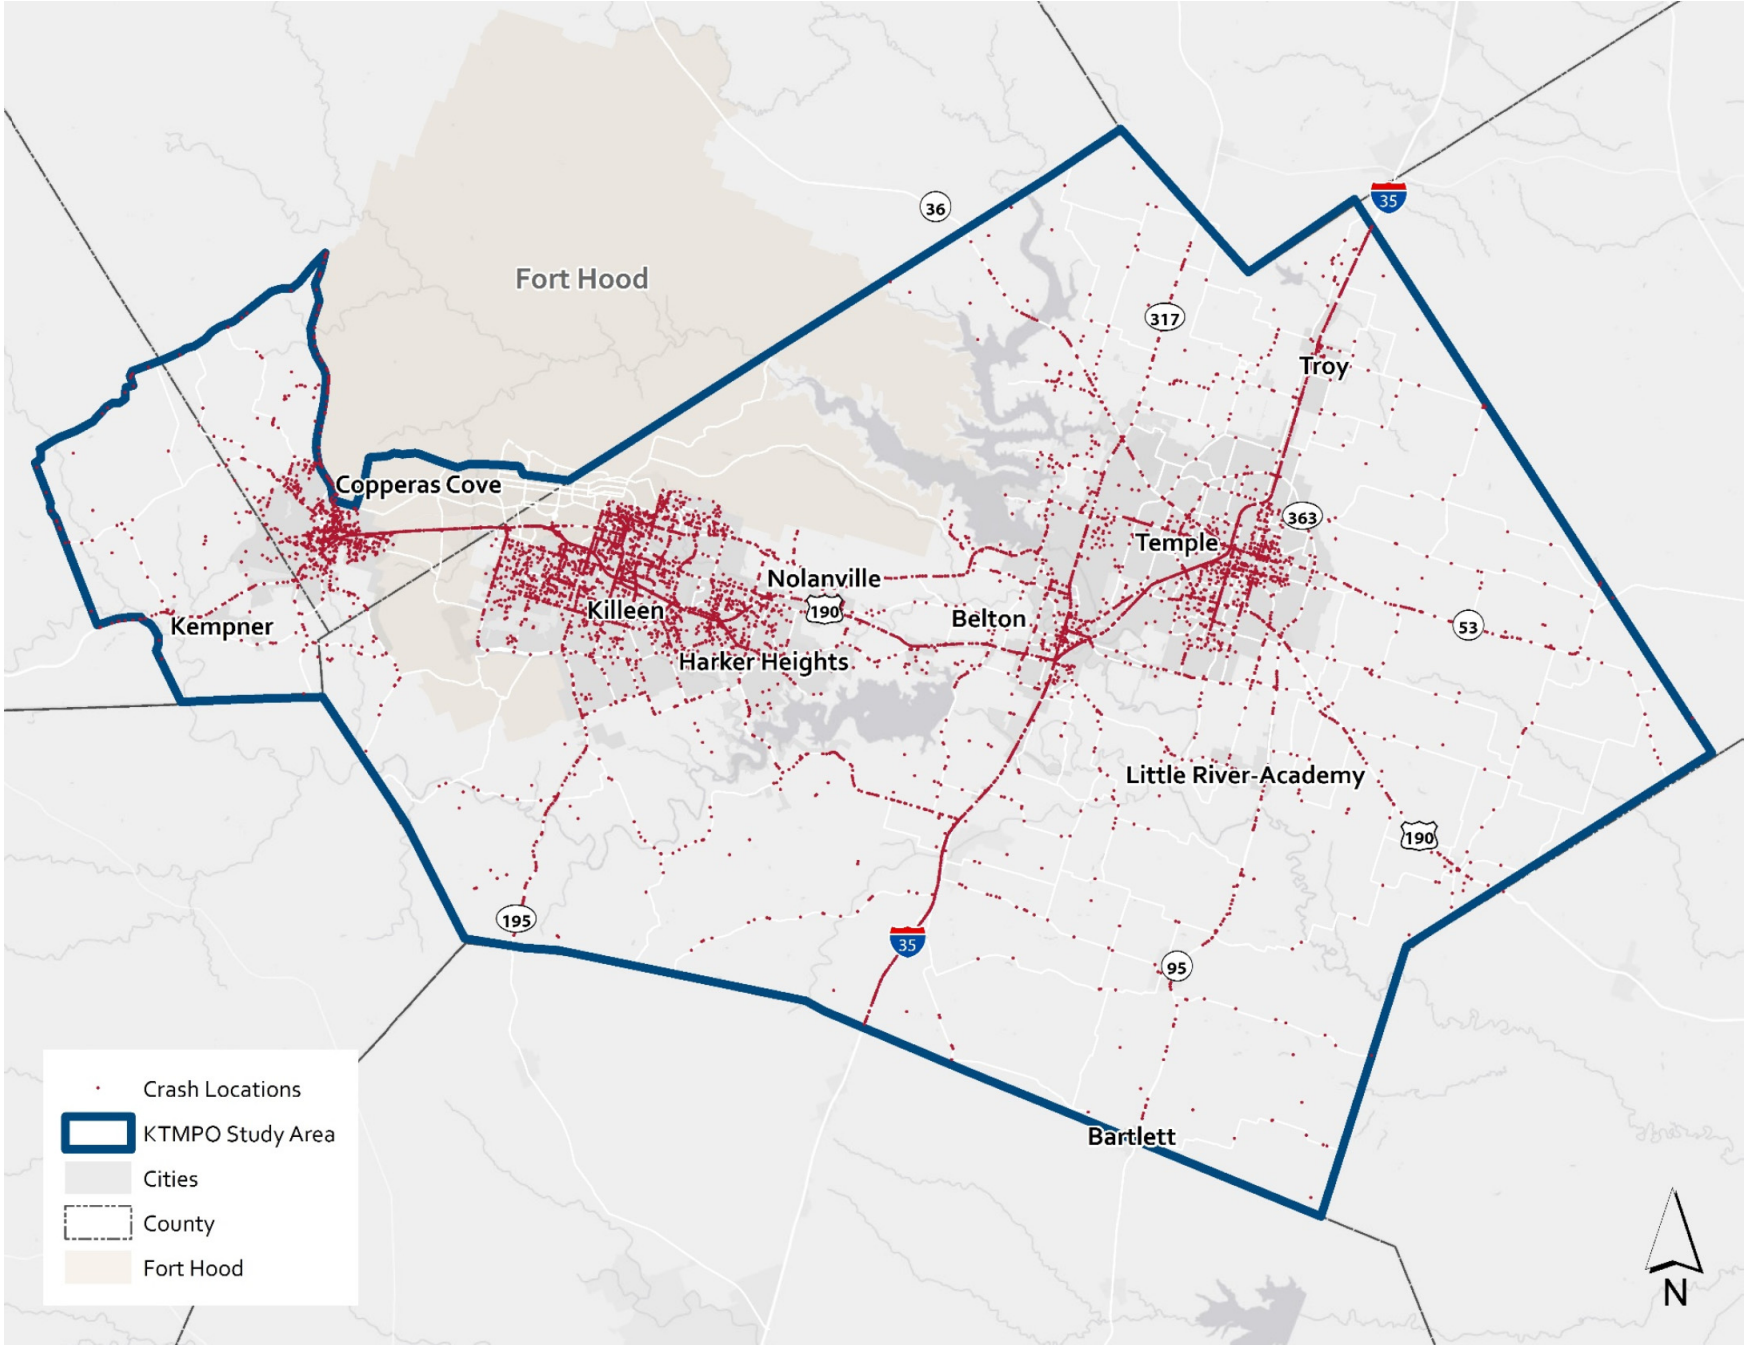 35
36
Fort Hood
317
Troy
Copperas Cove
363
Temple
Nolanville
190
Killeen
Belton
53
Kempner
Harker Heights
Little River-Academy
190
195
35
95
Bartlett
Crash Locations
KTMPO Study Area
Cities
County
Fort Hood
N